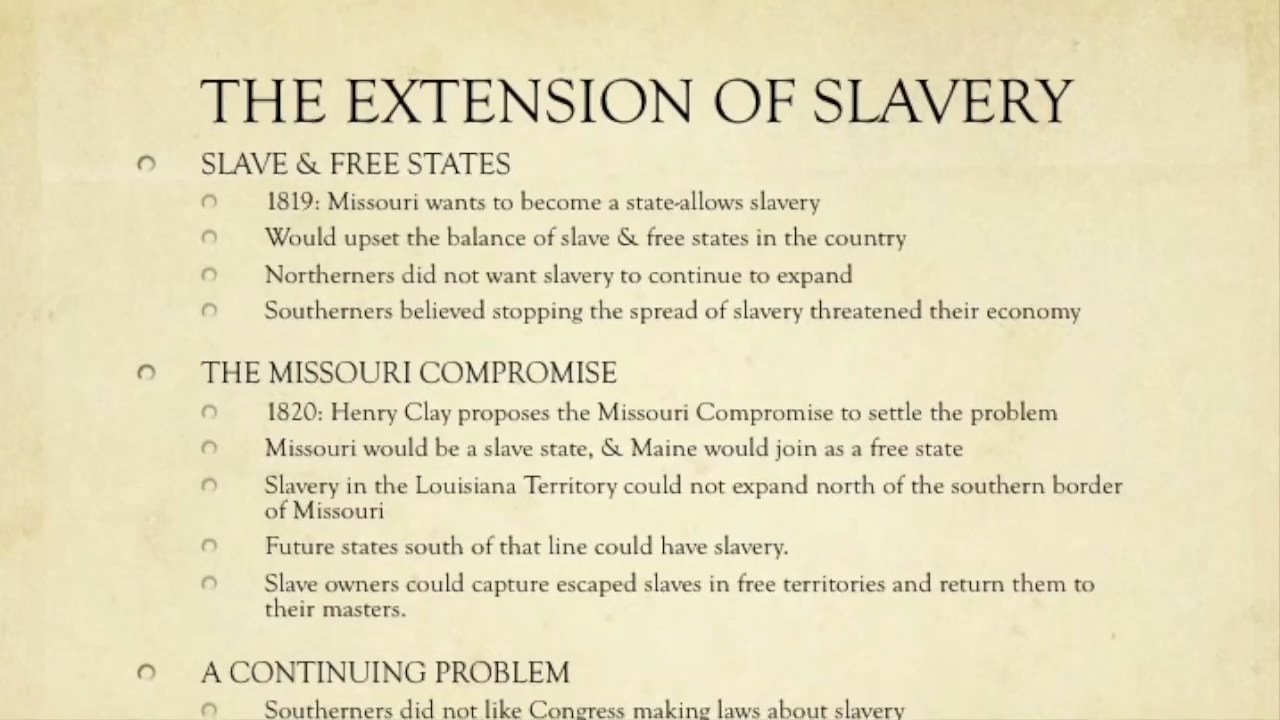 THE EXTENSION OF SLAVERY
SLAVE & FREE STATES
1819: Missouri wants to become a state-allows slavery
Would upset the balance of slave & free states in the country
Northerners did not want slavery to continue to expand
Southerners believed stopping the spread of slavery threatened their economy
THE MISSOURI COMPROMISE
1820: Henry Clay proposes the Missouri Compromise to settle the problem
Missouri would be a slave state, & Maine would join as a free state
Slavery in the Louisiana Territory could not expand north of the southern border
of Missouri
Future states south of that line could have slavery.
Slave owners could capture escaped slaves in free territories and return them to
their masters.
A CONTINUING PROBLEM
Southerners did not like Congress making laws about slavery